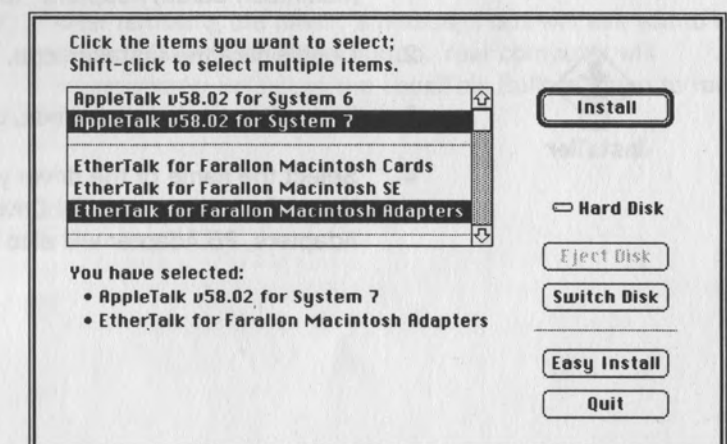 Click the items you want to select;
Shift-click to select multiple items.
AppleTalk v58.02 for System 6
AppleTalk v58.02 for System 7
EtherTalk for Farallon Macintosh Cards
EtherTalk for Farallon Macintosh SE
EtherTalk for Farallon Macintosh Adapters
You have selected:
• AppleTalk v58.02 for System 7
• EtherTalk for Farallon Macintosh Adapters
Install
Hard Disk
Eject Disk
Switch Disk
Easy Install
Quit